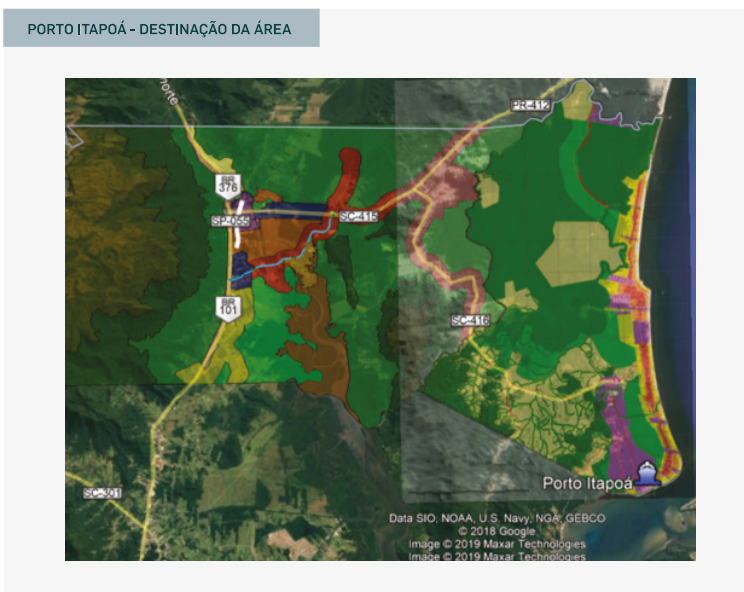 PORTO ITAPOÁ - DESTINAÇÃO DA ÁREA
orte
PR-412
BR
376
SP-055
SC-415
BR
101
SC-416
SC-301
Porto Itapoá
Data SIO, NOAA, U.S. Navy, NGA, GEBCO
© 2018 Google
Image © 2019 Maxar Technologies
Image © 2019 Maxar Technologies